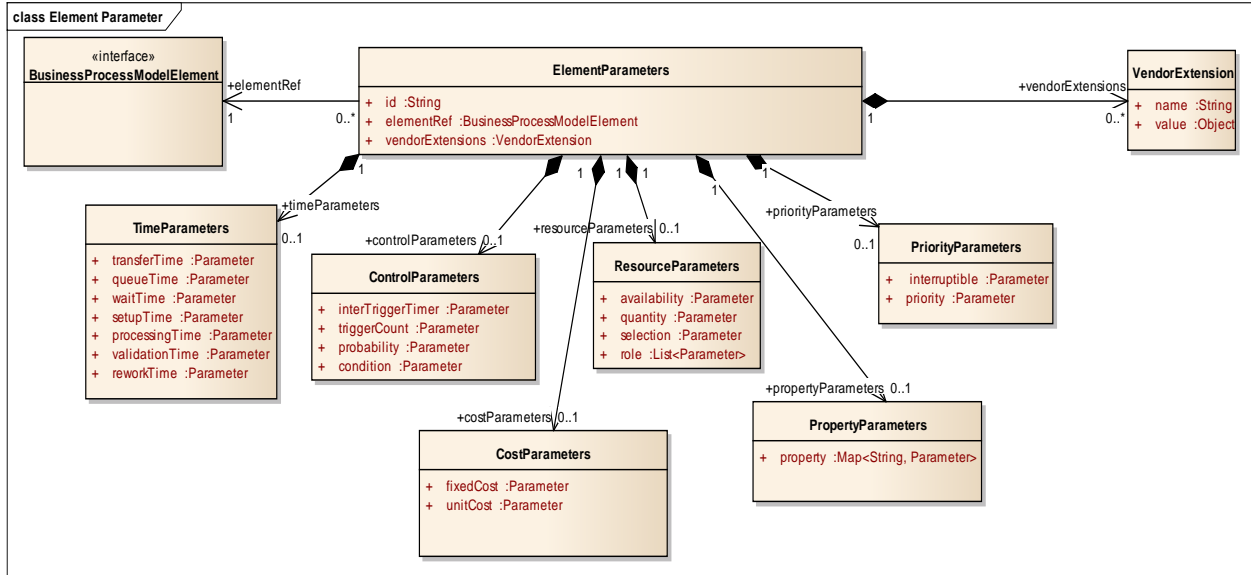 class Element Parameter
«interface»
BusinessProcessModelElement
+elementRef
1
0..*
ElementParameters
+ id :String
+ elementRef :BusinessProcessModelElement
+ vendorExtensions :VendorExtension
1
+vendorExtensions
0..*
VendorExtension
+ name :String
+ value :Object
1
+timeParameters
0..1
TimeParameters
+ transferTime :Parameter
+ queueTime :Parameter
+ waitTime :Parameter
+ setupTime :Parameter
+ processingTime :Parameter
+ validationTime :Parameter
+ reworkTime :Parameter
1
+controlParameters 0..1
ControlParameters
+ interTriggerTimer :Parameter
+ triggerCount :Parameter
+ probability :Parameter
+ condition :Parameter
1
+costParameters 0..1
CostParameters
+ fixedCost :Parameter
+ unitCost :Parameter
1
+resourceParameters 0..1
ResourceParameters
+ availability :Parameter
+ quantity :Parameter
+ selection :Parameter
+ role :List<Parameter>
1
+propertyParameters 0..1
PropertyParameters
+ property :Map<String, Parameter>
1
+priorityParameters
0..1
PriorityParameters
+ interruptible :Parameter
+ priority :Parameter